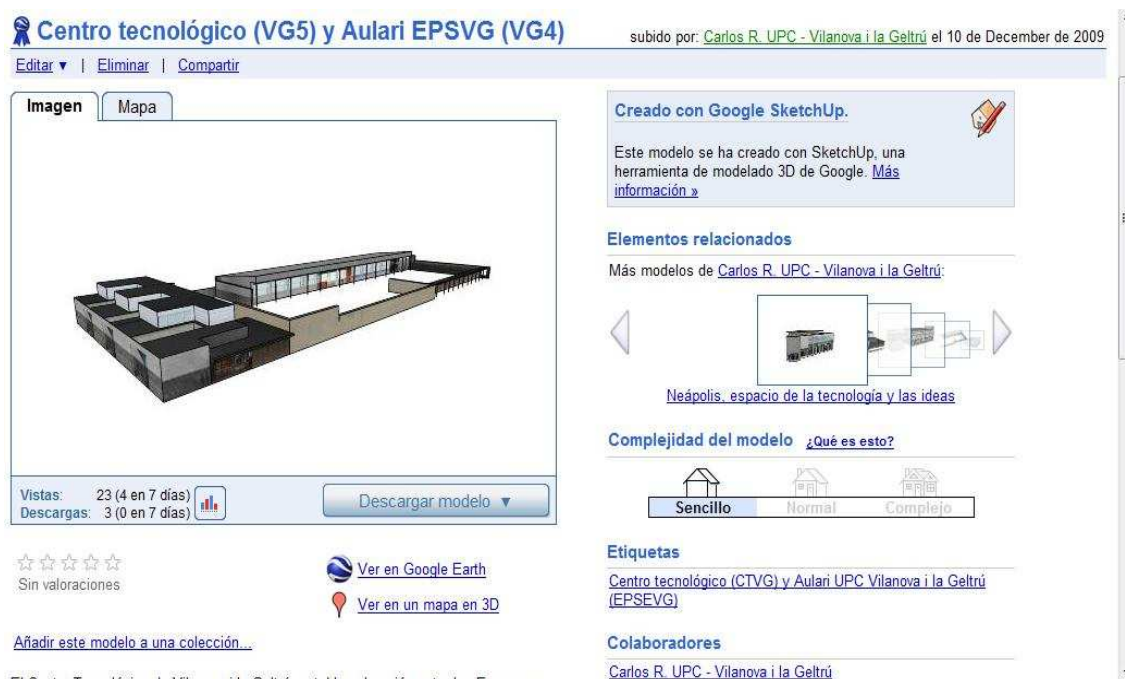 Centro tecnológico (VG5) y Aulari EPSVG (VG4)
subido por: Carlos R. UPC - Vilanova i la Geltrú el 10 de December de 2009
Editar ▼ | Eliminar | Compartir
Imagen
Mapa
Vistas: 23 (4 en 7 días)
Descargas: 3 (0 en 7 días)
Descargar modelo ▼
Sin valoraciones
Ver en Google Earth
Ver en un mapa en 3D
Añadir este modelo a una colección...
Creado con Google SketchUp.
Este modelo se ha creado con SketchUp, una
herramienta de modelado 3D de Google. Más
información »
Elementos relacionados
Más modelos de Carlos R. UPC - Vilanova i la Geltrú:
Neápolis, espacio de la tecnología y las ideas
Complejidad del modelo ¿Qué es esto?
Sencillo Normal Complejo
Etiquetas
Centro tecnológico (CTVG) y Aulari UPC Vilanova i la Geltrú
(EPSEVG)
Colaboradores
Carlos R. UPC - Vilanova i la Geltrú